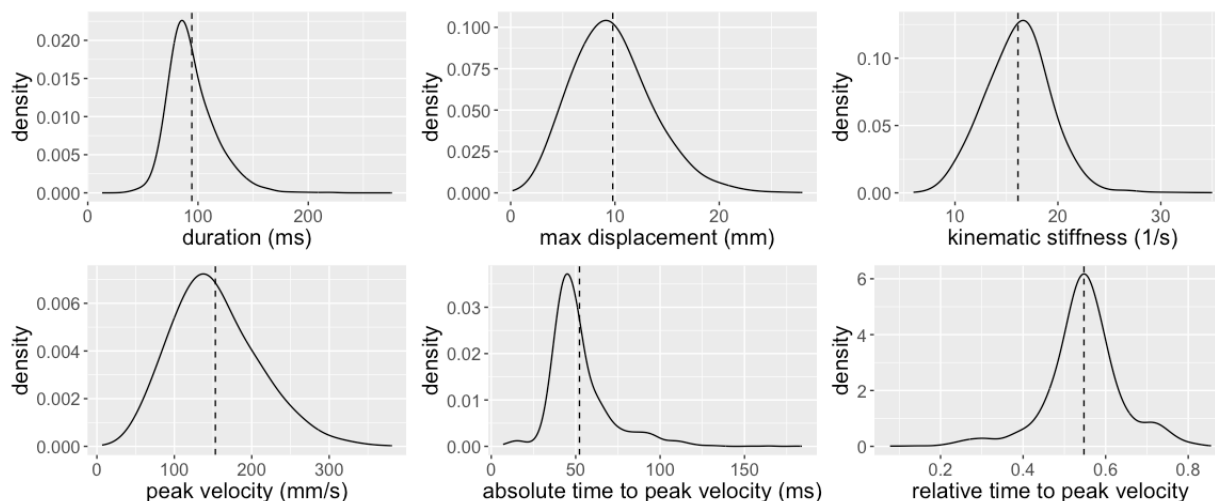 0.020
0.015
0.010
0.005
0.000
density
0 100 200
duration (ms)
0.100
0.075
0.050
0.025
0.000
density
0 10 20
max displacement (mm)
0.10
0.05
0.00
density
10 20 30
kinematic stiffness (1/s)
0.006
0.004
0.002
0.000
density
0 100 200 300
peak velocity (mm/s)
0.03
0.02
0.01
0.00
density
0 50 100 150
absolute time to peak velocity (ms)
6
4
2
0
density
0.2 0.4 0.6 0.8
relative time to peak velocity